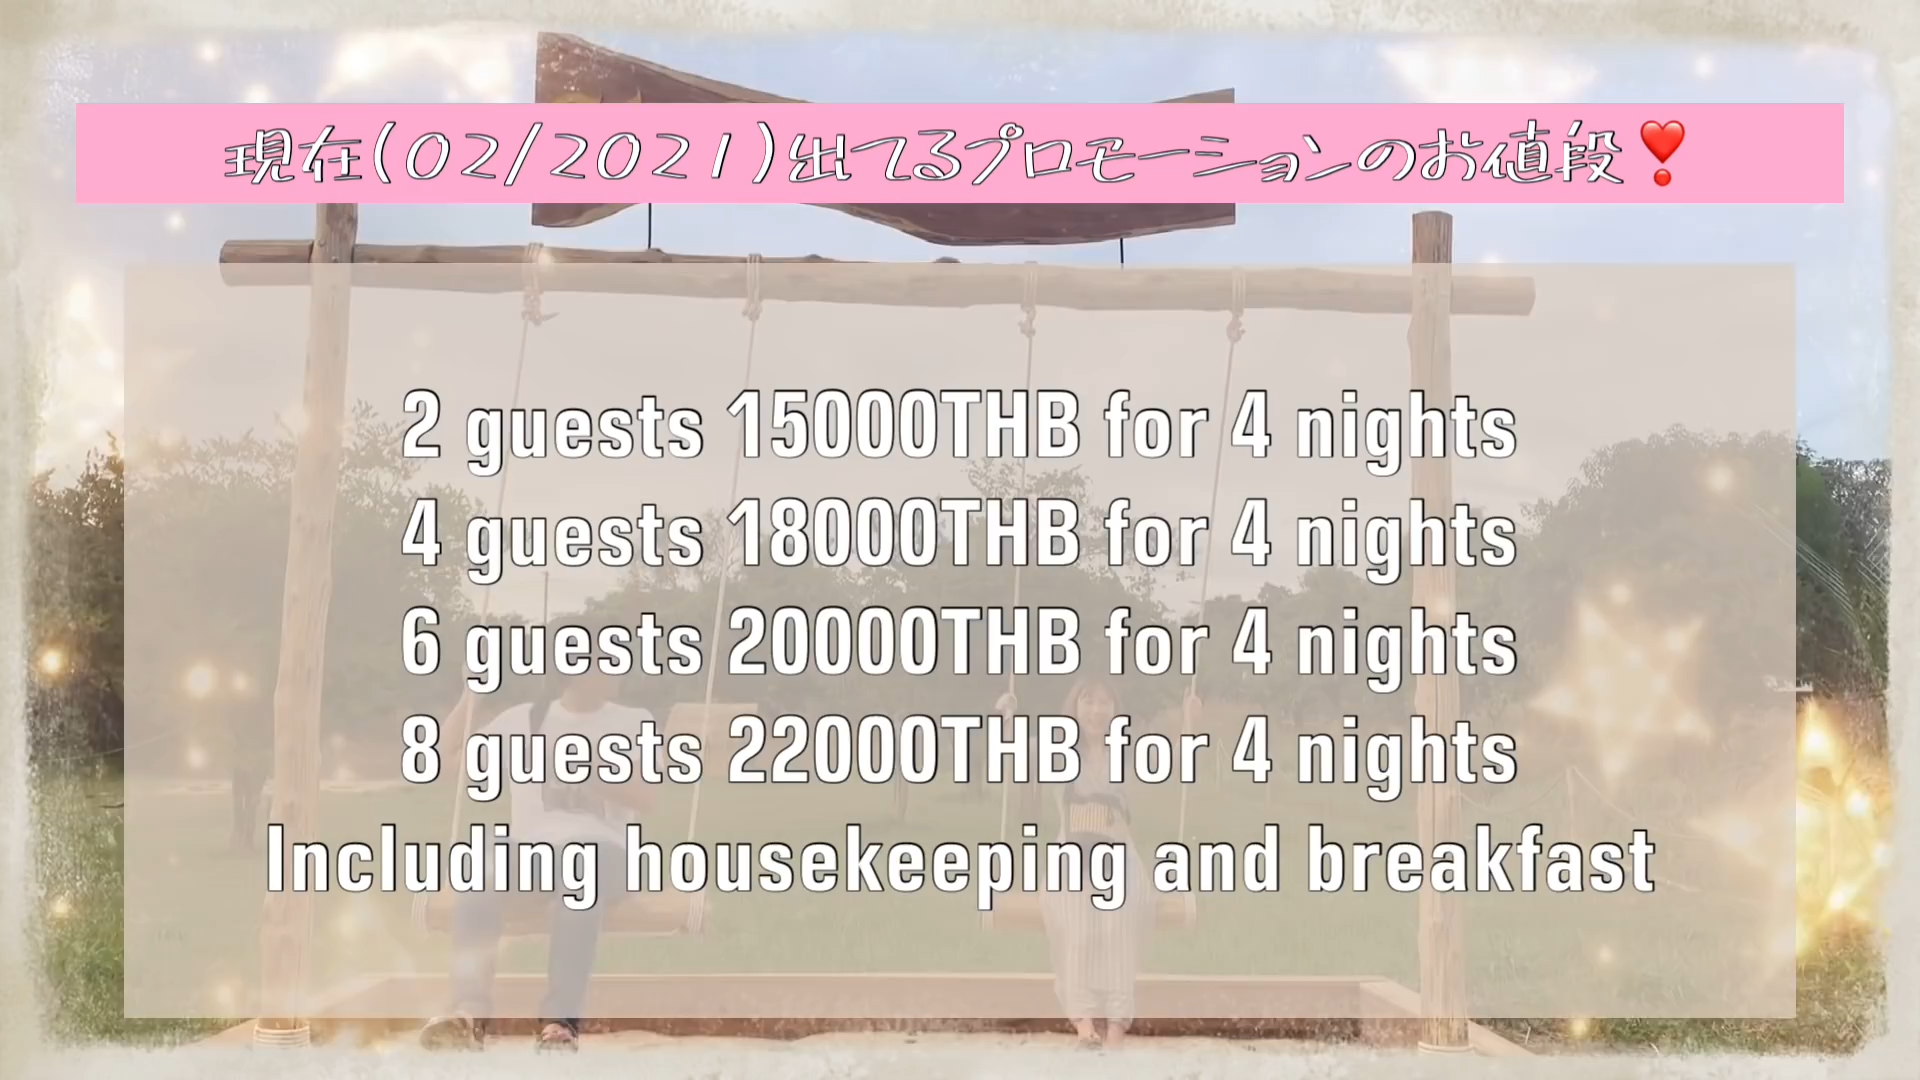 現在(02/2021)出てるプロモーションのお値段❣️
2 guests 15000THB for 4 nights
4 guests 18000THB for 4 nights
6 guests 20000THB for 4 nights
8 guests 22000THB for 4 nights
Including housekeeping and breakfast